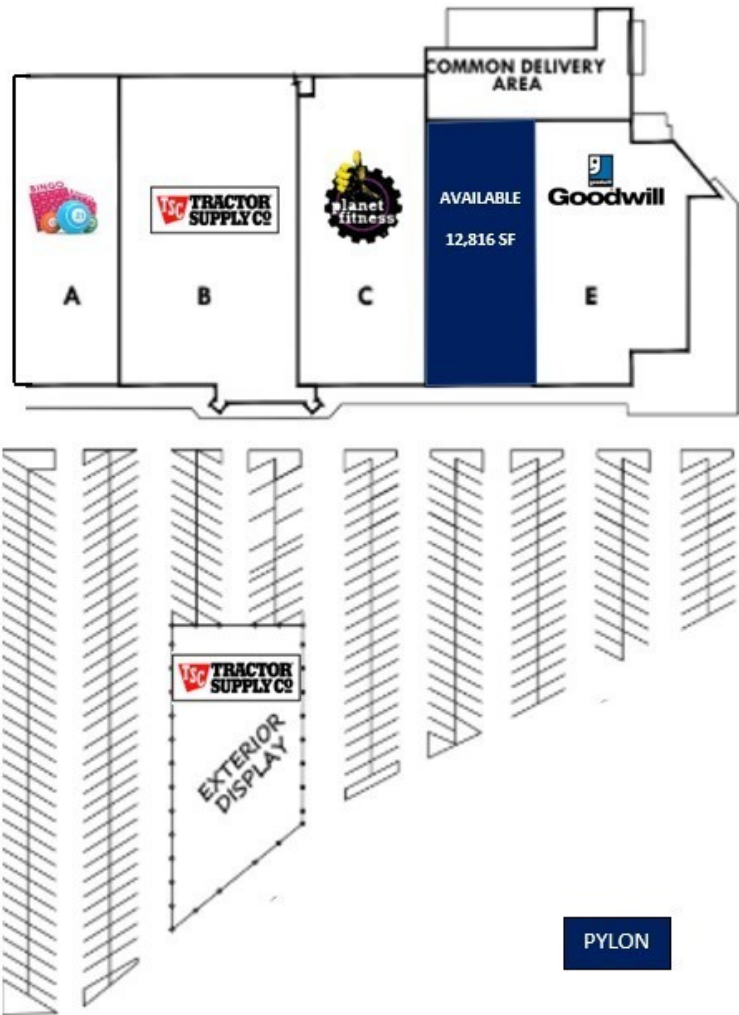 COMMON DELIVERY
AREA
BINGO
TSC TRACTOR
SUPPLY CO
planet
fitness
AVAILABLE
12,816 SF
g
goodwill
Goodwill
A
B
C
E
TSC TRACTOR
SUPPLY CO
EXTERIOR
DISPLAY
PYLON